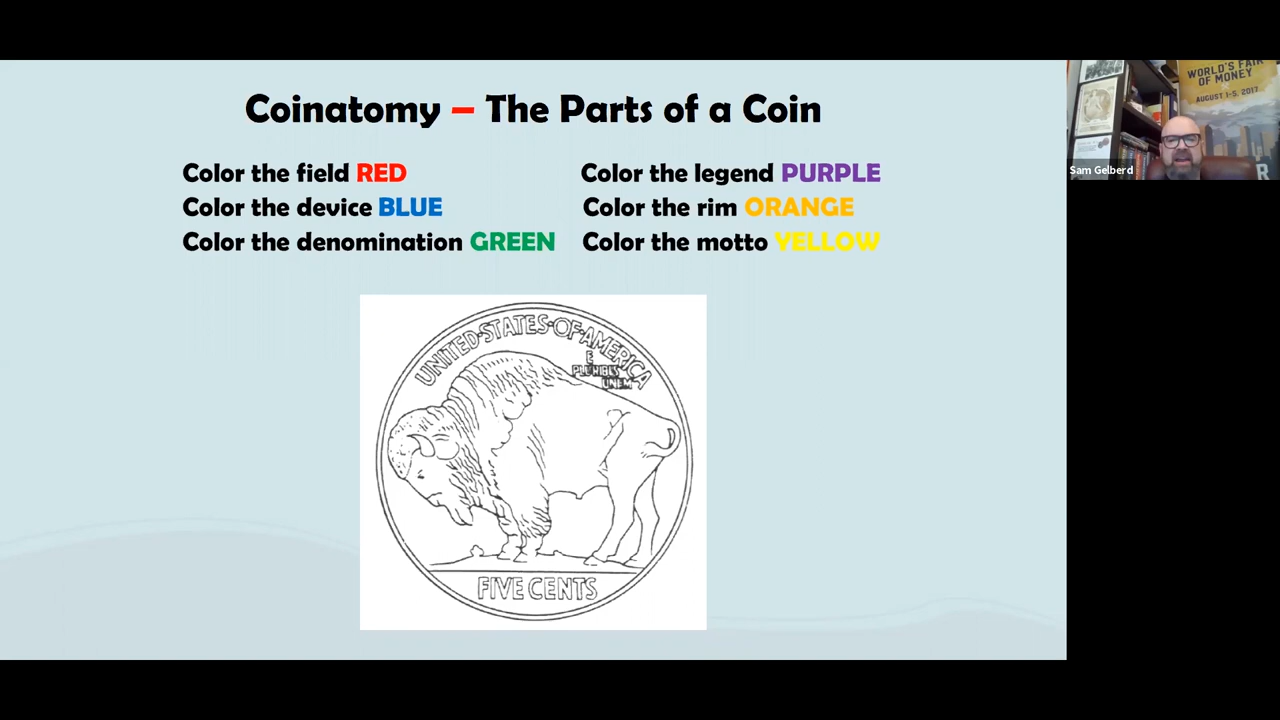 Coinatomy – The Parts of a Coin
Color the field RED
Color the device BLUE
Color the denomination GREEN
Color the legend PURPLE
Color the rim ORANGE
Color the motto YELLOW
UNITED·STATES·OF·AMERICA
E
PLURIBUS
UNUM
FIVE CENTS
WORLD'S FAIR
OF MONEY
AUGUST 1-5, 2017
Sam Gelberd